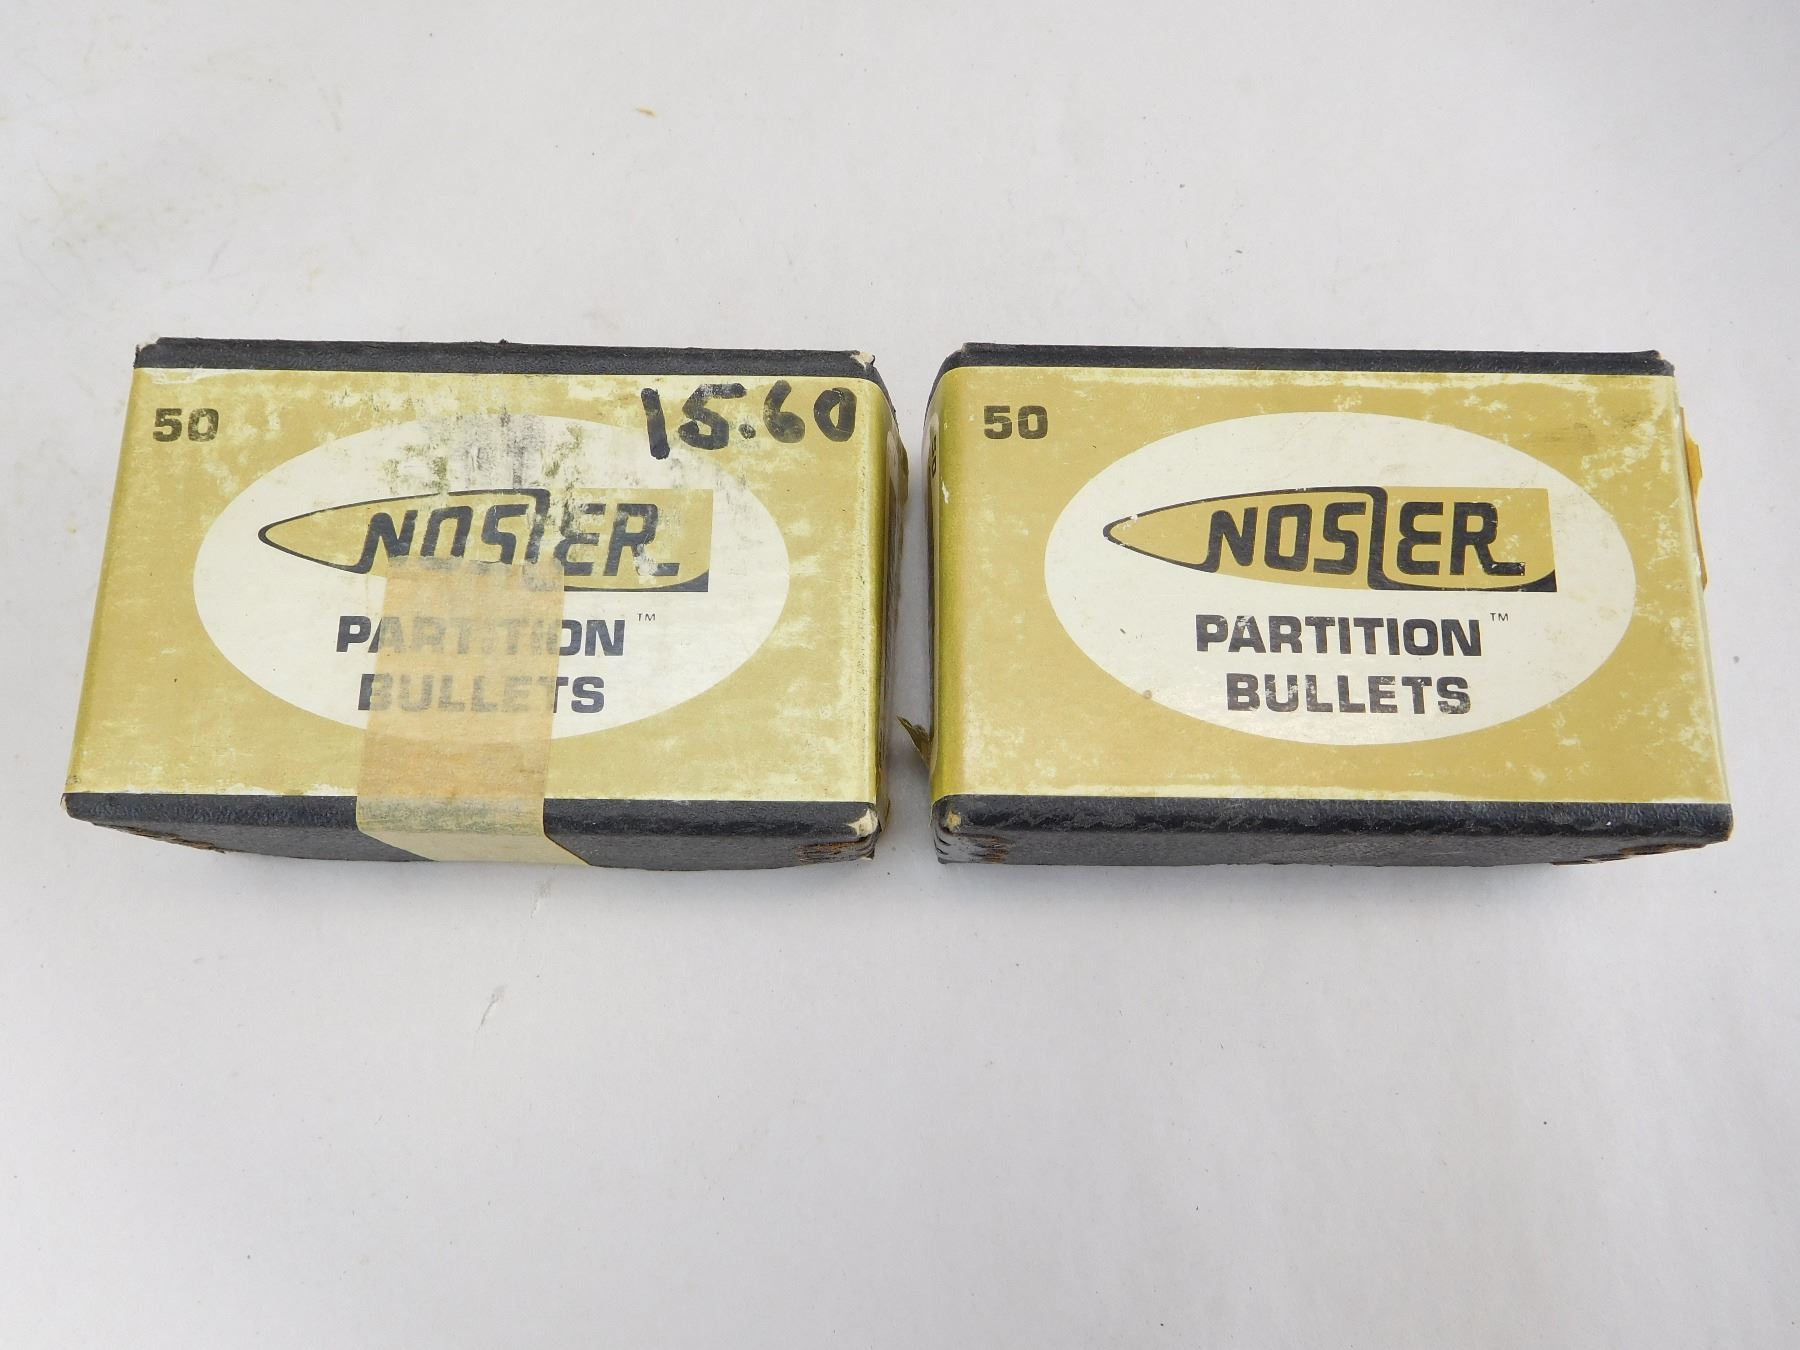 50
15.60
NOSLER
PARTITION™
BULLETS
50
NOSLER
PARTITION™
BULLETS